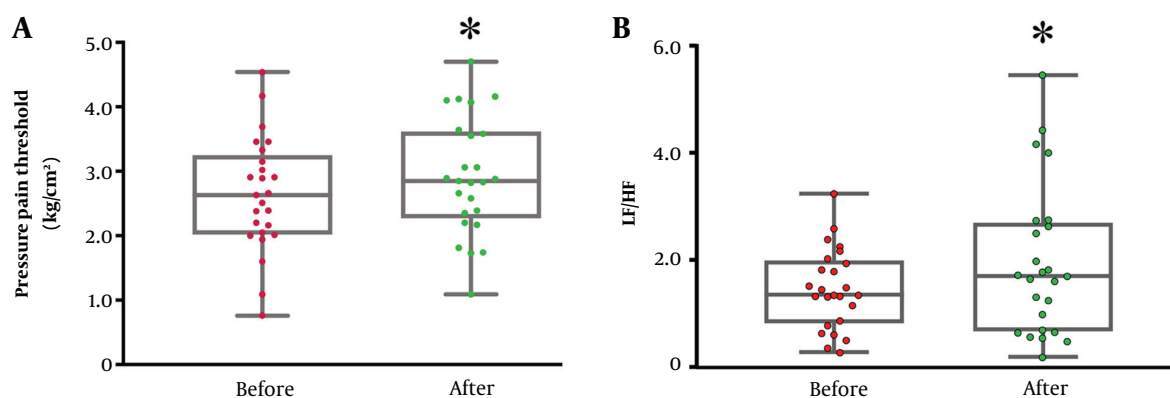 A
*
5.0
4.0
3.0
2.0
1.0
0
Pressure pain threshold
(kg/cm²)
Before
After
B
*
6.0
4.0
2.0
0
LF/HF
Before
After